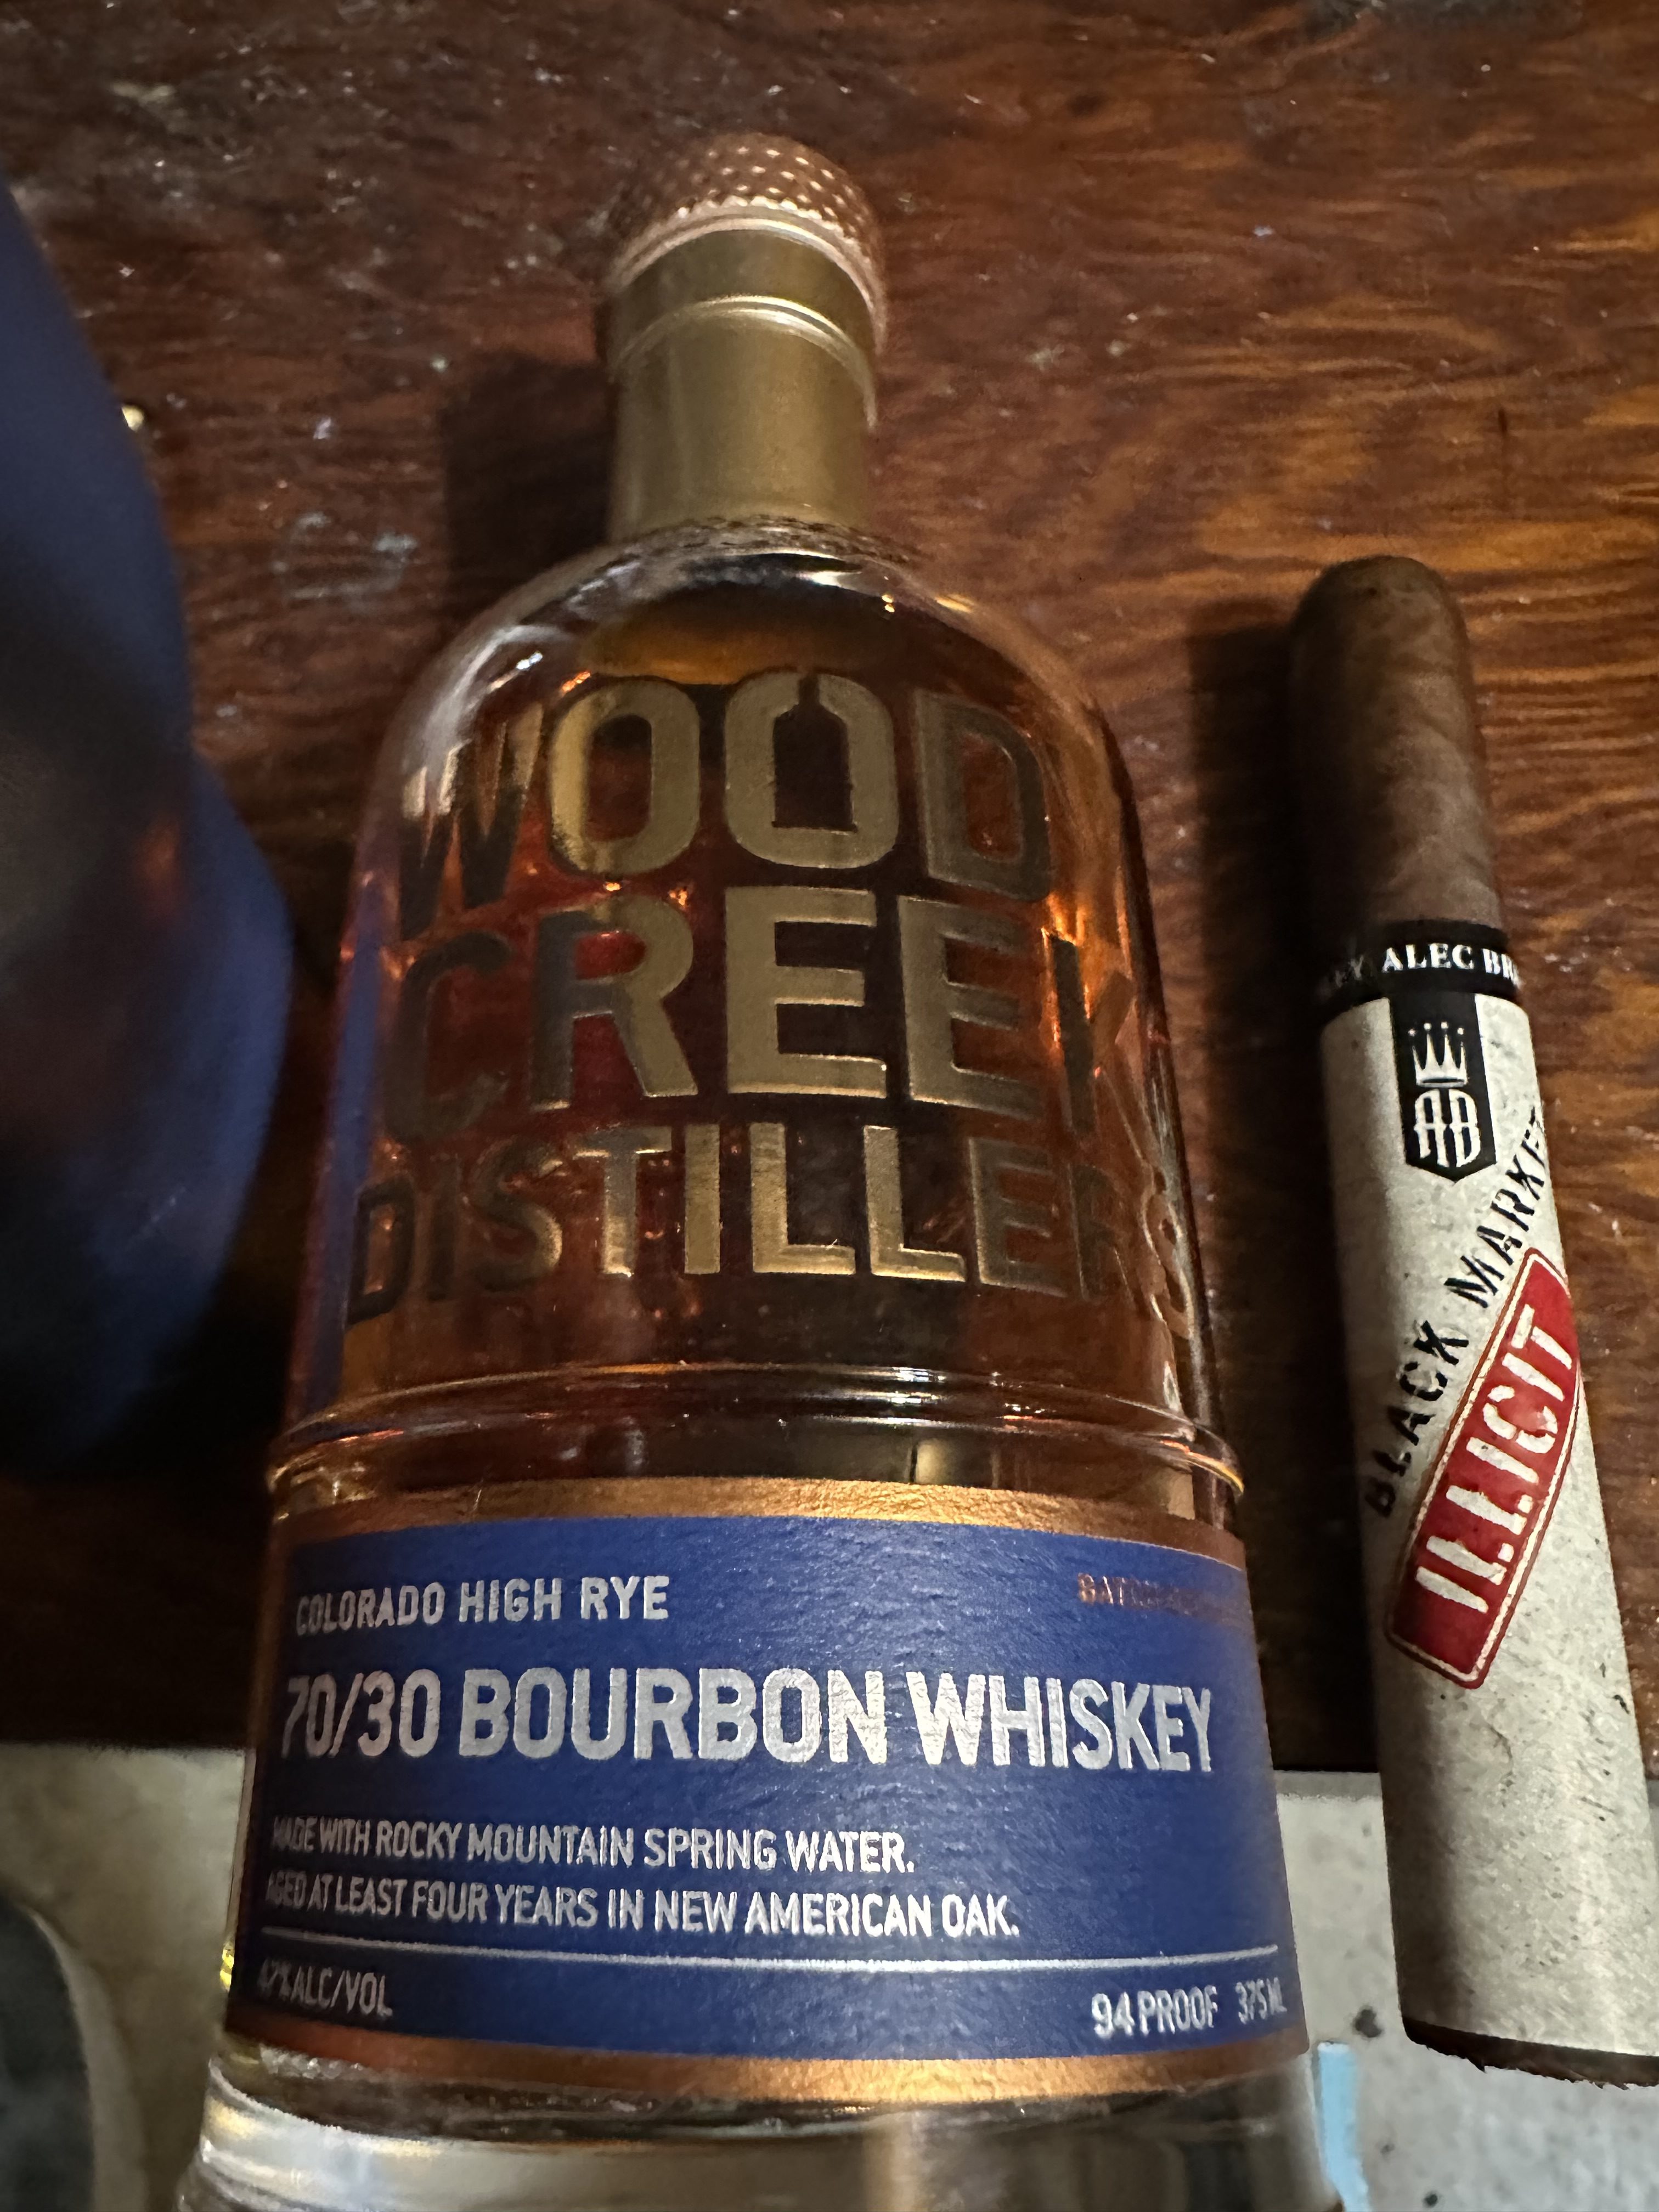 WOOD
CREEK
DISTILLERS
COLORADO HIGH RYE
70/30 BOURBON WHISKEY
MADE WITH ROCKY MOUNTAIN SPRING WATER.
AGED AT LEAST FOUR YEARS IN NEW AMERICAN OAK.
47% ALC/VOL
94 PROOF 375 ML
ALEC
AB
BLACK MARKET
ILLICIT